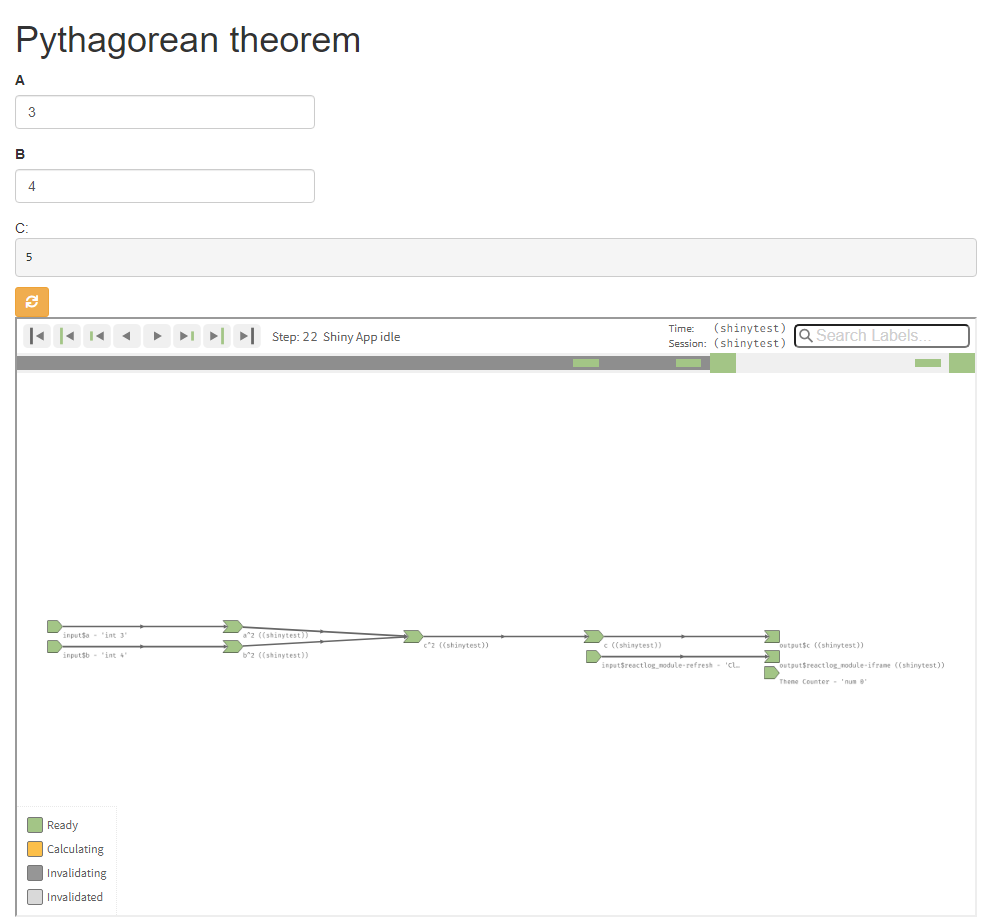 Pythagorean theorem
A
3
B
4
C:
5
Step: 22 Shiny App idle
Time: (shinytest)
Session: (shinytest)
Search Labels...
input$a - 'int 3'
a^2 ((shinytest))
input$b - 'int 4'
b^2 ((shinytest))
c^2 ((shinytest))
c ((shinytest))
output$c ((shinytest))
input$reactlog_module-refresh - 'Cl…
output$reactlog_module-iframe ((shinytest))
Theme Counter - 'num 0'
Ready
Calculating
Invalidating
Invalidated